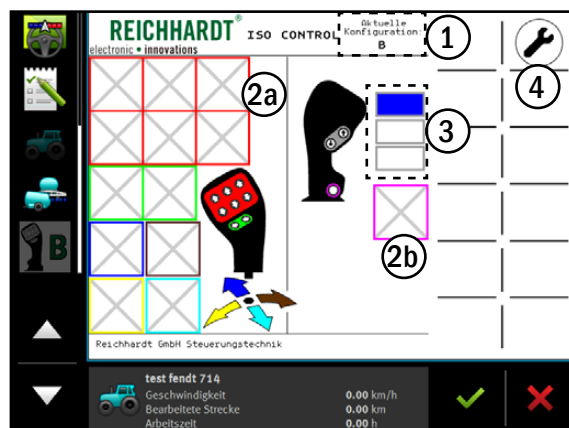 REICHHARDT®
electronic • innovations
ISO CONTROL
Aktuelle
Konfiguration:
B
1
2a
3
4
2b
B
Reichhardt GmbH Steuerungstechnik
test fendt 714
Geschwindigkeit 0.00 km/h
Bearbeitete Strecke 0.00 km
Arbeitszeit 0.00 h